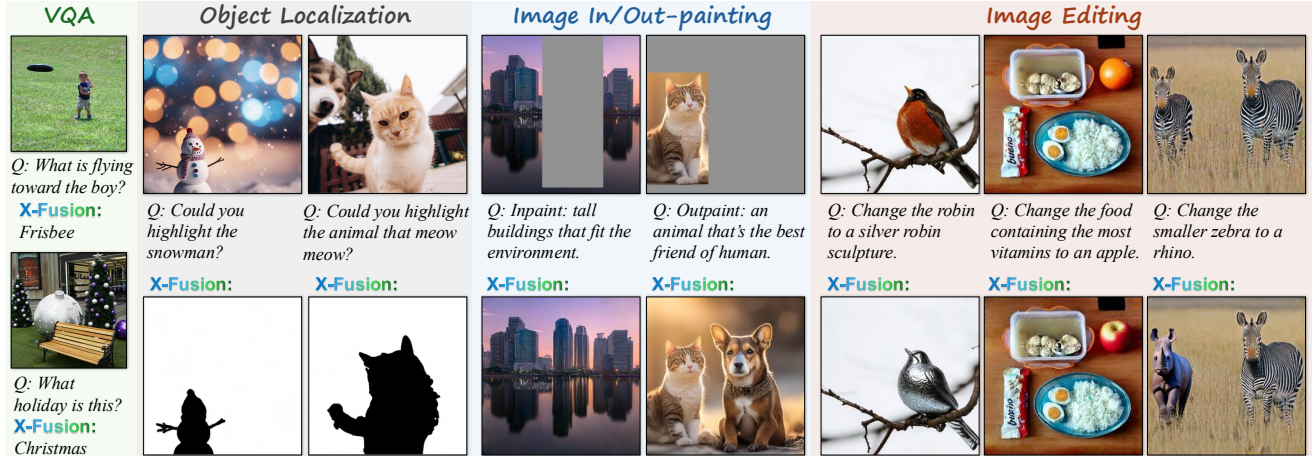 VQA
Q: What is flying
toward the boy?
X-Fusion:
Frisbee
Q: What
holiday is this?
X-Fusion:
Christmas
Object Localization
Q: Could you
highlight the
snowman?
X-Fusion:
Q: Could you highlight
the animal that meow
meow?
X-Fusion:
Image In/Out-painting
Q: Inpaint: tall
buildings that fit the
environment.
X-Fusion:
Q: Outpaint: an
animal that's the best
friend of human.
X-Fusion:
Image Editing
Q: Change the robin
to a silver robin
sculpture.
X-Fusion:
bueno
Q: Change the food
containing the most
vitamins to an apple.
X-Fusion:
bueno
Q: Change the
smaller zebra to a
rhino.
X-Fusion: